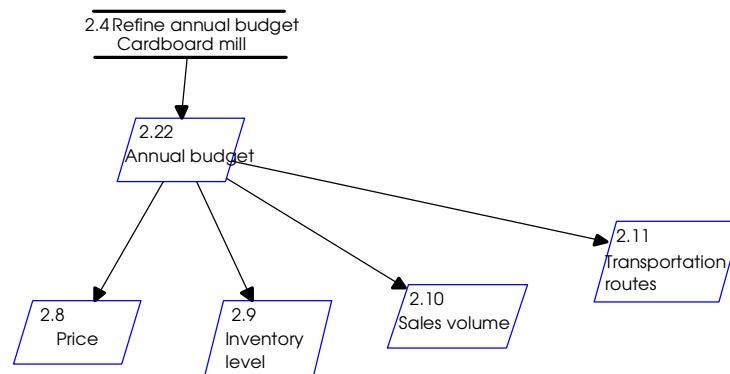 2.4 Refine annual budget
Cardboard mill
2.22
Annual budget
2.11
Transportation
routes
2.10
Sales volume
2.8
Price
2.9
Inventory
level